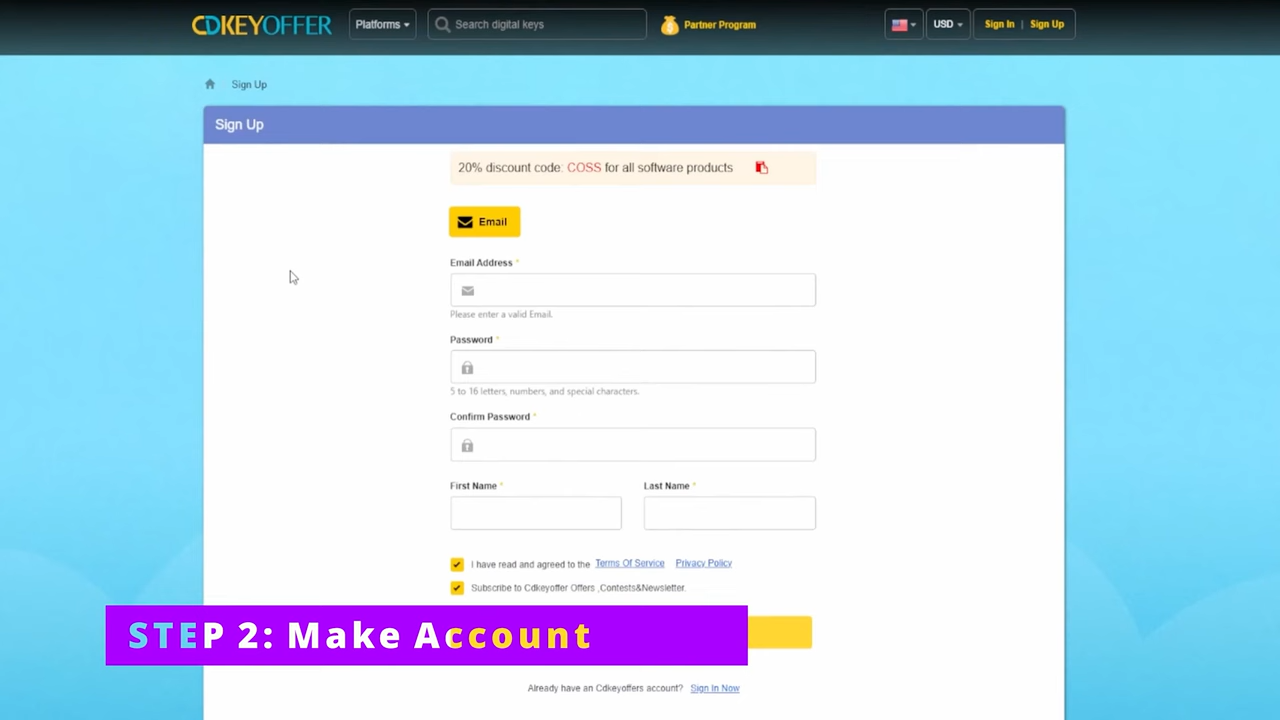 CDKEYOFFER
Platforms
Search digital keys
Partner Program
USD
Sign In | Sign Up
Sign Up
Sign Up
20% discount code: COSS for all software products
Email
Email Address *
Please enter a valid Email.
Password *
5 to 16 letters, numbers, and special characters.
Confirm Password *
First Name * Last Name *
I have read and agreed to the Terms Of Service Privacy Policy
Subscribe to Cdkeyoffer Offers ,Contests&Newsletter.
STEP 2: Make Account
Already have an Cdkeyoffers account? Sign In Now